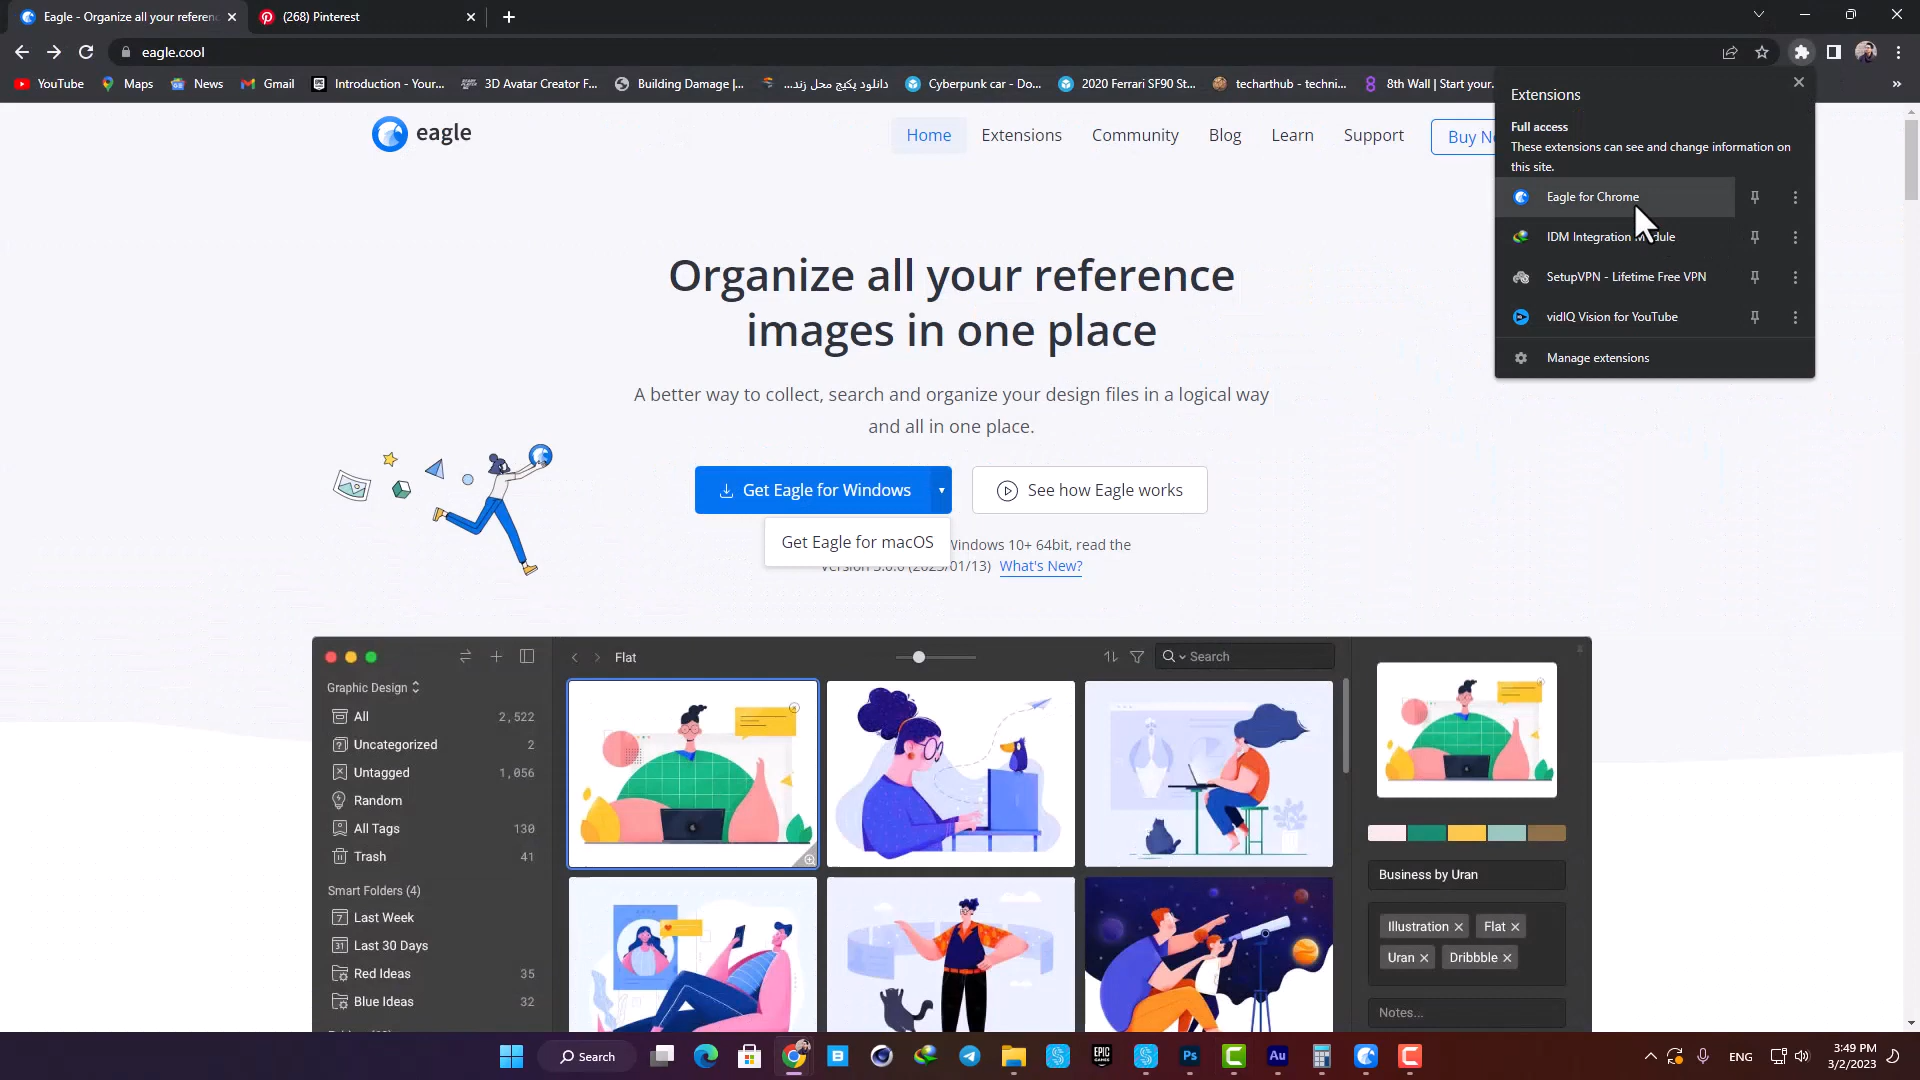 Eagle - Organize all your referenc
(268) Pinterest
eagle.cool
YouTube
Maps
News
Gmail
Introduction - Your...
3D Avatar Creator F...
Building Damage |...
دانلود پکیج محل زند...
Cyberpunk car - Do...
2020 Ferrari SF90 St...
techarthub - techni...
8th Wall | Start your...
»
Extensions
Full access
These extensions can see and change information on
this site.
Eagle for Chrome
IDM Integration
SetupVPN - Lifetime Free VPN
vidIQ Vision for YouTube
Manage extensions
eagle
Home
Extensions
Community
Blog
Learn
Support
Buy
Organize all your reference
images in one place
A better way to collect, search and organize your design files in a logical way
and all in one place.
Get Eagle for Windows
See how Eagle works
Get Eagle for macOS
Windows 10+ 64bit, read the
What's New?
Flat
Search
Graphic Design
All 2,522
Uncategorized 2
Untagged 1,056
Random
All Tags 130
Trash 41
Smart Folders (4)
7 Last Week
31 Last 30 Days
Red Ideas 35
Blue Ideas 32
Business by Uran
Illustration
Flat
Uran
Dribbble
Notes...
Search
B
EPIC
GAMES
Ps
Au
ENG
3:49 PM
3/2/2023